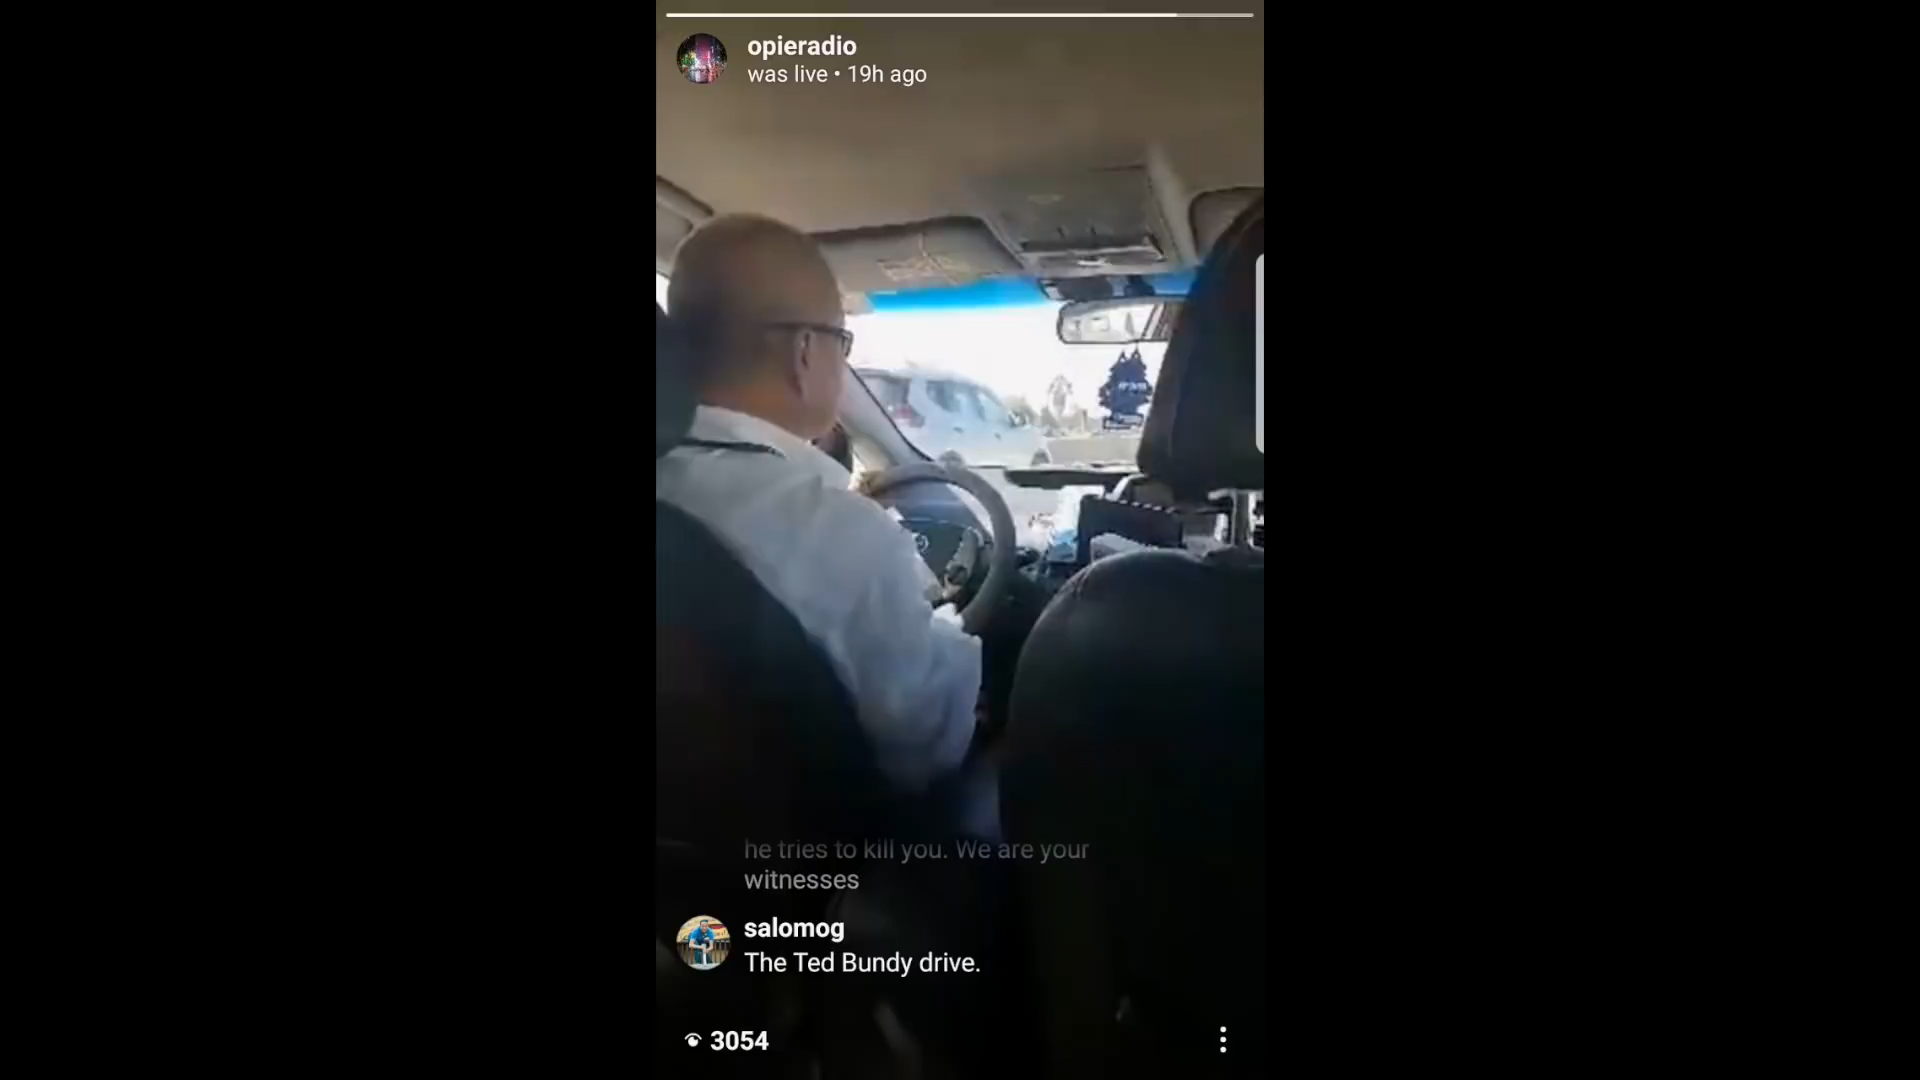 opieradio
was live • 19h ago
he tries to kill you. We are your
witnesses
salomog
The Ted Bundy drive.
3054